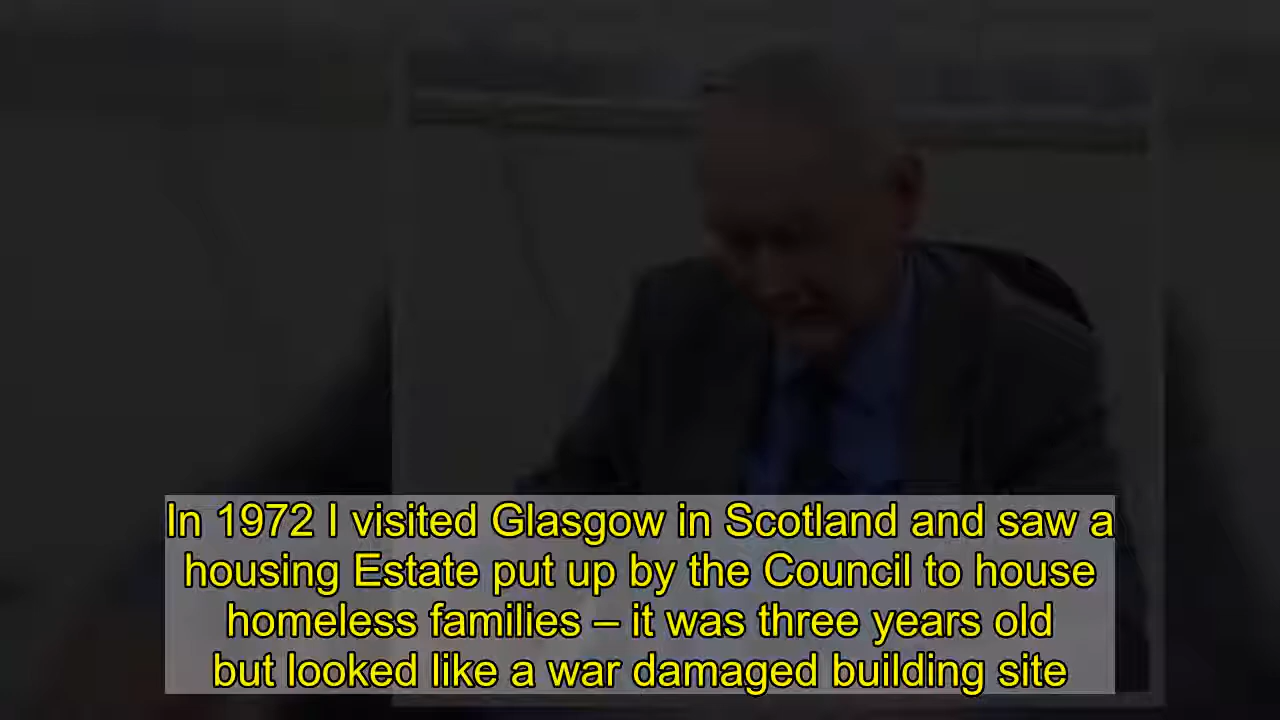 In 1972 I visited Glasgow in Scotland and saw a
housing Estate put up by the Council to house
homeless families – it was three years old
but looked like a war damaged building site